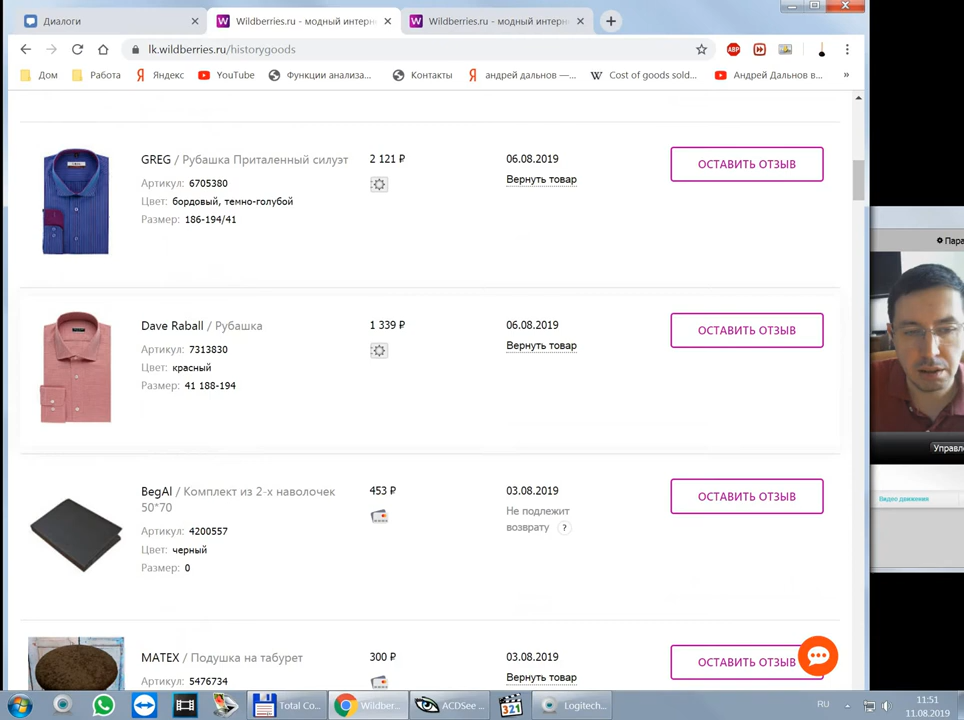 Диалоги
Wildberries.ru - модный интерн
Wildberries.ru - модный интерн
lk.wildberries.ru/historygoods
ABP
Дом
Работа
Яндекс
YouTube
Функции анализа...
Контакты
андрей дальнов —...
Cost of goods sold...
Андрей Дальнов в...
»
GREG / Рубашка Приталенный силуэт
Артикул: 6705380
Цвет: бордовый, темно-голубой
Размер: 186-194/41
2 121 ₽
06.08.2019
Вернуть товар
ОСТАВИТЬ ОТЗЫВ
Dave Raball / Рубашка
Артикул: 7313830
Цвет: красный
Размер: 41 188-194
1 339 ₽
06.08.2019
Вернуть товар
ОСТАВИТЬ ОТЗЫВ
BegAl / Комплект из 2-х наволочек
50*70
Артикул: 4200557
Цвет: черный
Размер: 0
453 ₽
03.08.2019
Не подлежит
возврату ?
ОСТАВИТЬ ОТЗЫВ
MATEX / Подушка на табурет
Артикул: 5476734
300 ₽
03.08.2019
Вернуть товар
ОСТАВИТЬ ОТЗЫВ
Пара
Управл
Видео движения
Total Co...
Wildber...
ACDSee ...
321
Logitech...
RU
11:51
11.08.2019